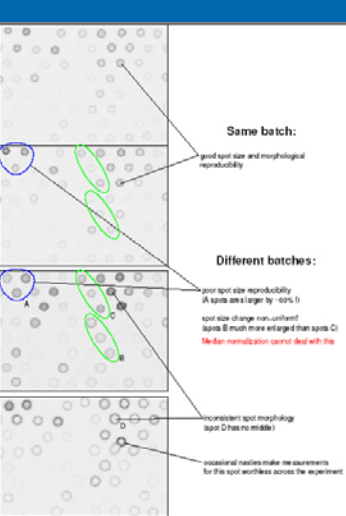 Same batch:
good spot size and morphological
reproducibility
Different batches:
poor spot size reproducibility
(A spots area larger by ~60% !)
spot size change non-uniform!
(spots B much more enlarged than spots C)
Median normalization cannot deal with this
A
C
B
inconsistent spot morphology
(spot D has no middle)
D
occasional nasties make measurements
for this spot worthless across the experiment